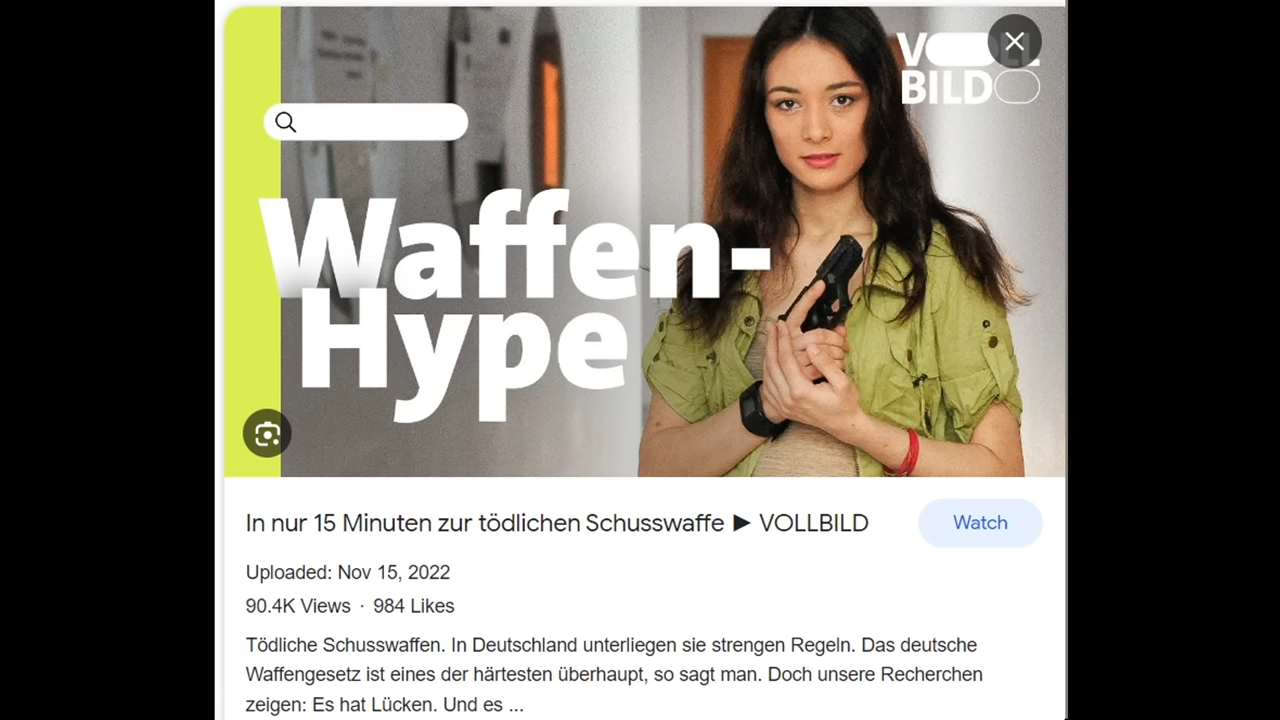 BILD
Waffen-
Hype
In nur 15 Minuten zur tödlichen Schusswaffe ► VOLLBILD
Watch
Uploaded: Nov 15, 2022
90.4K Views · 984 Likes
Tödliche Schusswaffen. In Deutschland unterliegen sie strengen Regeln. Das deutsche
Waffengesetz ist eines der härtesten überhaupt, so sagt man. Doch unsere Recherchen
zeigen: Es hat Lücken. Und es ...